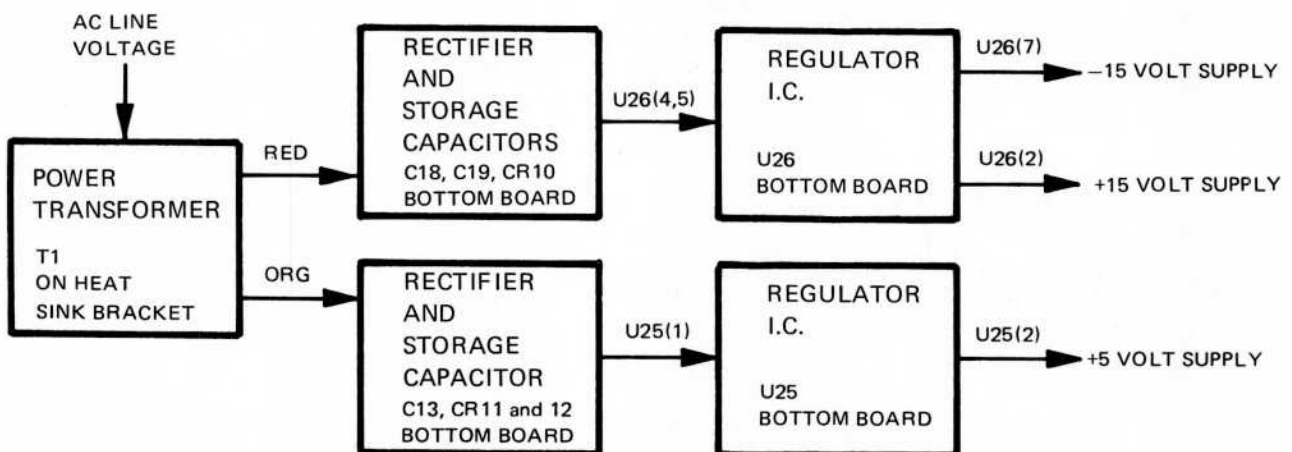 AC LINE
VOLTAGE
POWER
TRANSFORMER
T1
ON HEAT
SINK BRACKET
RED
ORG
RECTIFIER
AND
STORAGE
CAPACITORS
C18, C19, CR10
BOTTOM BOARD
U26(4,5)
REGULATOR
I.C.
U26
BOTTOM BOARD
U26(7)
−15 VOLT SUPPLY
U26(2)
+15 VOLT SUPPLY
RECTIFIER
AND
STORAGE
CAPACITOR
C13, CR11 and 12
BOTTOM BOARD
U25(1)
REGULATOR
I.C.
U25
BOTTOM BOARD
U25(2)
+5 VOLT SUPPLY